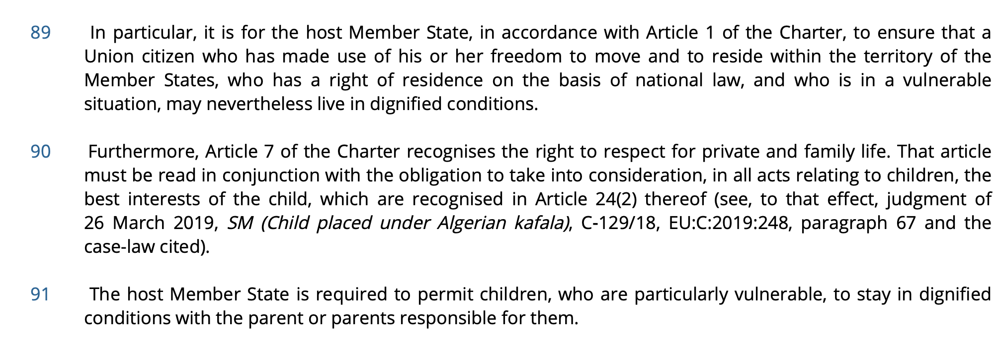 89 In particular, it is for the host Member State, in accordance with Article 1 of the Charter, to ensure that a
Union citizen who has made use of his or her freedom to move and to reside within the territory of the
Member States, who has a right of residence on the basis of national law, and who is in a vulnerable
situation, may nevertheless live in dignified conditions.
90 Furthermore, Article 7 of the Charter recognises the right to respect for private and family life. That article
must be read in conjunction with the obligation to take into consideration, in all acts relating to children, the
best interests of the child, which are recognised in Article 24(2) thereof (see, to that effect, judgment of
26 March 2019, SM (Child placed under Algerian kafala), C-129/18, EU:C:2019:248, paragraph 67 and the
case-law cited).
91 The host Member State is required to permit children, who are particularly vulnerable, to stay in dignified
conditions with the parent or parents responsible for them.